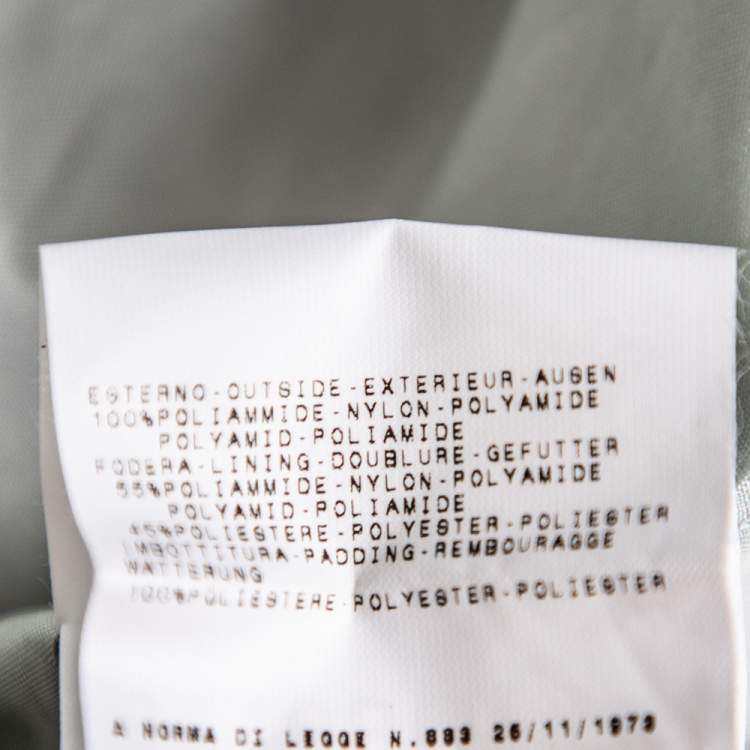 ESTERNO-OUTSIDE-EXTERIEUR-AUSEN
100%POLIAMMIDE-NYLON-POLYAMIDE
POLYAMID-POLIAMIDE
FODERA-LINING-DOUBLURE-GEFUTTER
55%POLIAMMIDE-NYLON-POLYAMIDE
POLYAMID-POLIAMIDE
45%POLIESTERE-POLYESTER-POLIESTER
IMBOTTITURA-PADDING-REMBOURAGGE
WATTERUNG
100%POLIESTERE-POLYESTER-POLIESTER
A NORMA DI LEGGE N.883 26/11/1973